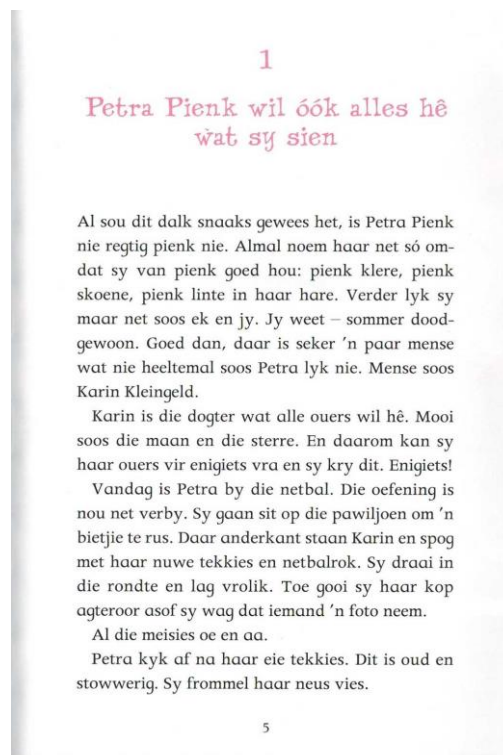 1
Petra Pienk wil óók alles hê
wat sy sien
Al sou dit dalk snaaks gewees het, is Petra Pienk
nie regtig pienk nie. Almal noem haar net só om-
dat sy van pienk goed hou: pienk klere, pienk
skoene, pienk linte in haar hare. Verder lyk sy
maar net soos ek en jy. Jy weet – sommer dood-
gewoon. Goed dan, daar is seker 'n paar mense
wat nie heeltemal soos Petra lyk nie. Mense soos
Karin Kleingeld.
Karin is die dogter wat alle ouers wil hê. Mooi
soos die maan en die sterre. En daarom kan sy
haar ouers vir enigiets vra en sy kry dit. Enigiets!
Vandag is Petra by die netbal. Die oefening is
nou net verby. Sy gaan sit op die pawiljoen om 'n
bietjie te rus. Daar anderkant staan Karin en spog
met haar nuwe tekkies en netbalrok. Sy draai in
die rondte en lag vrolik. Toe gooi sy haar kop
agteroor asof sy wag dat iemand 'n foto neem.
Al die meisies oe en aa.
Petra kyk af na haar eie tekkies. Dit is oud en
stowwerig. Sy frommel haar neus vies.
5